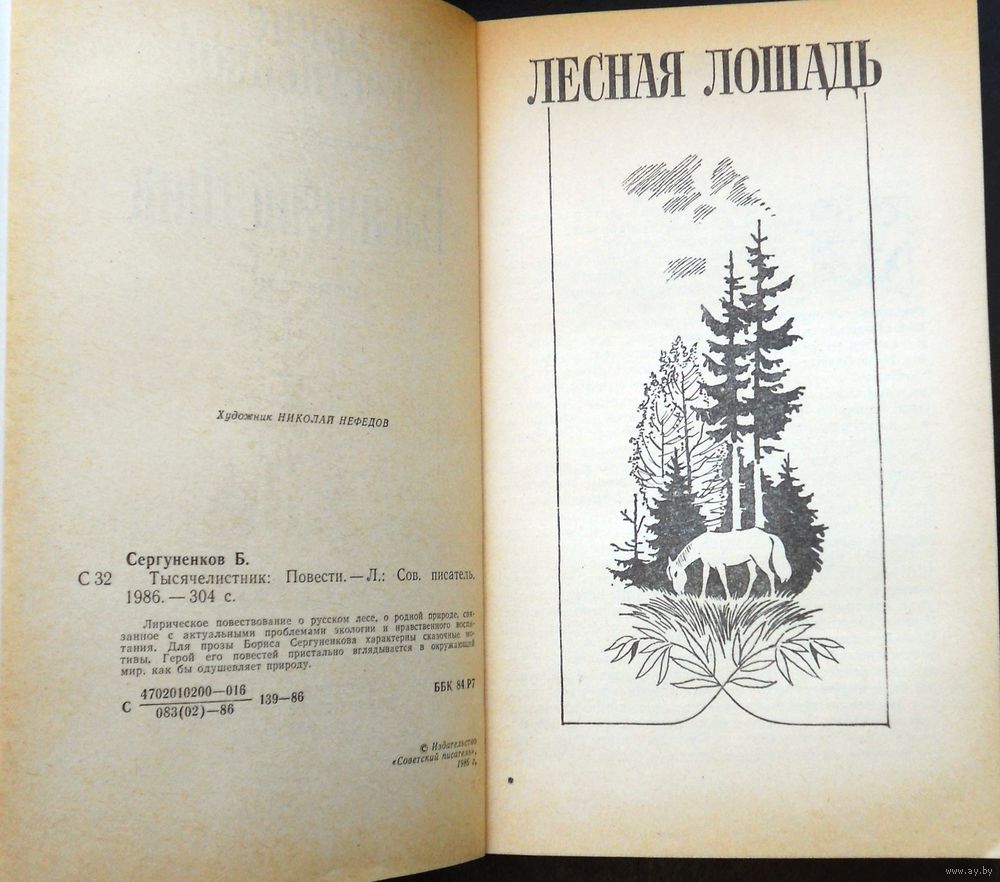 Художник НИКОЛАЙ НЕФЕДОВ
Сергуненков Б.
С 32 Тысячелистник: Повести. — Л.: Сов. писатель,
1986. — 304 с.
Лирическое повествование о русском лесе, о родной природе, свя-
занное с актуальными проблемами экологии и нравственного воспи-
тания. Для прозы Бориса Сергуненкова характерны сказочные мо-
тивы. Герой его повестей пристально вглядывается в окружающий
мир, как бы одушевляет природу.
С 4702010200—016
083(02)—86 139—86
ББК 84 Р7
© Издательство
«Советский писатель»,
1986 г.
ЛЕСНАЯ ЛОШАДЬ
www.ay.by